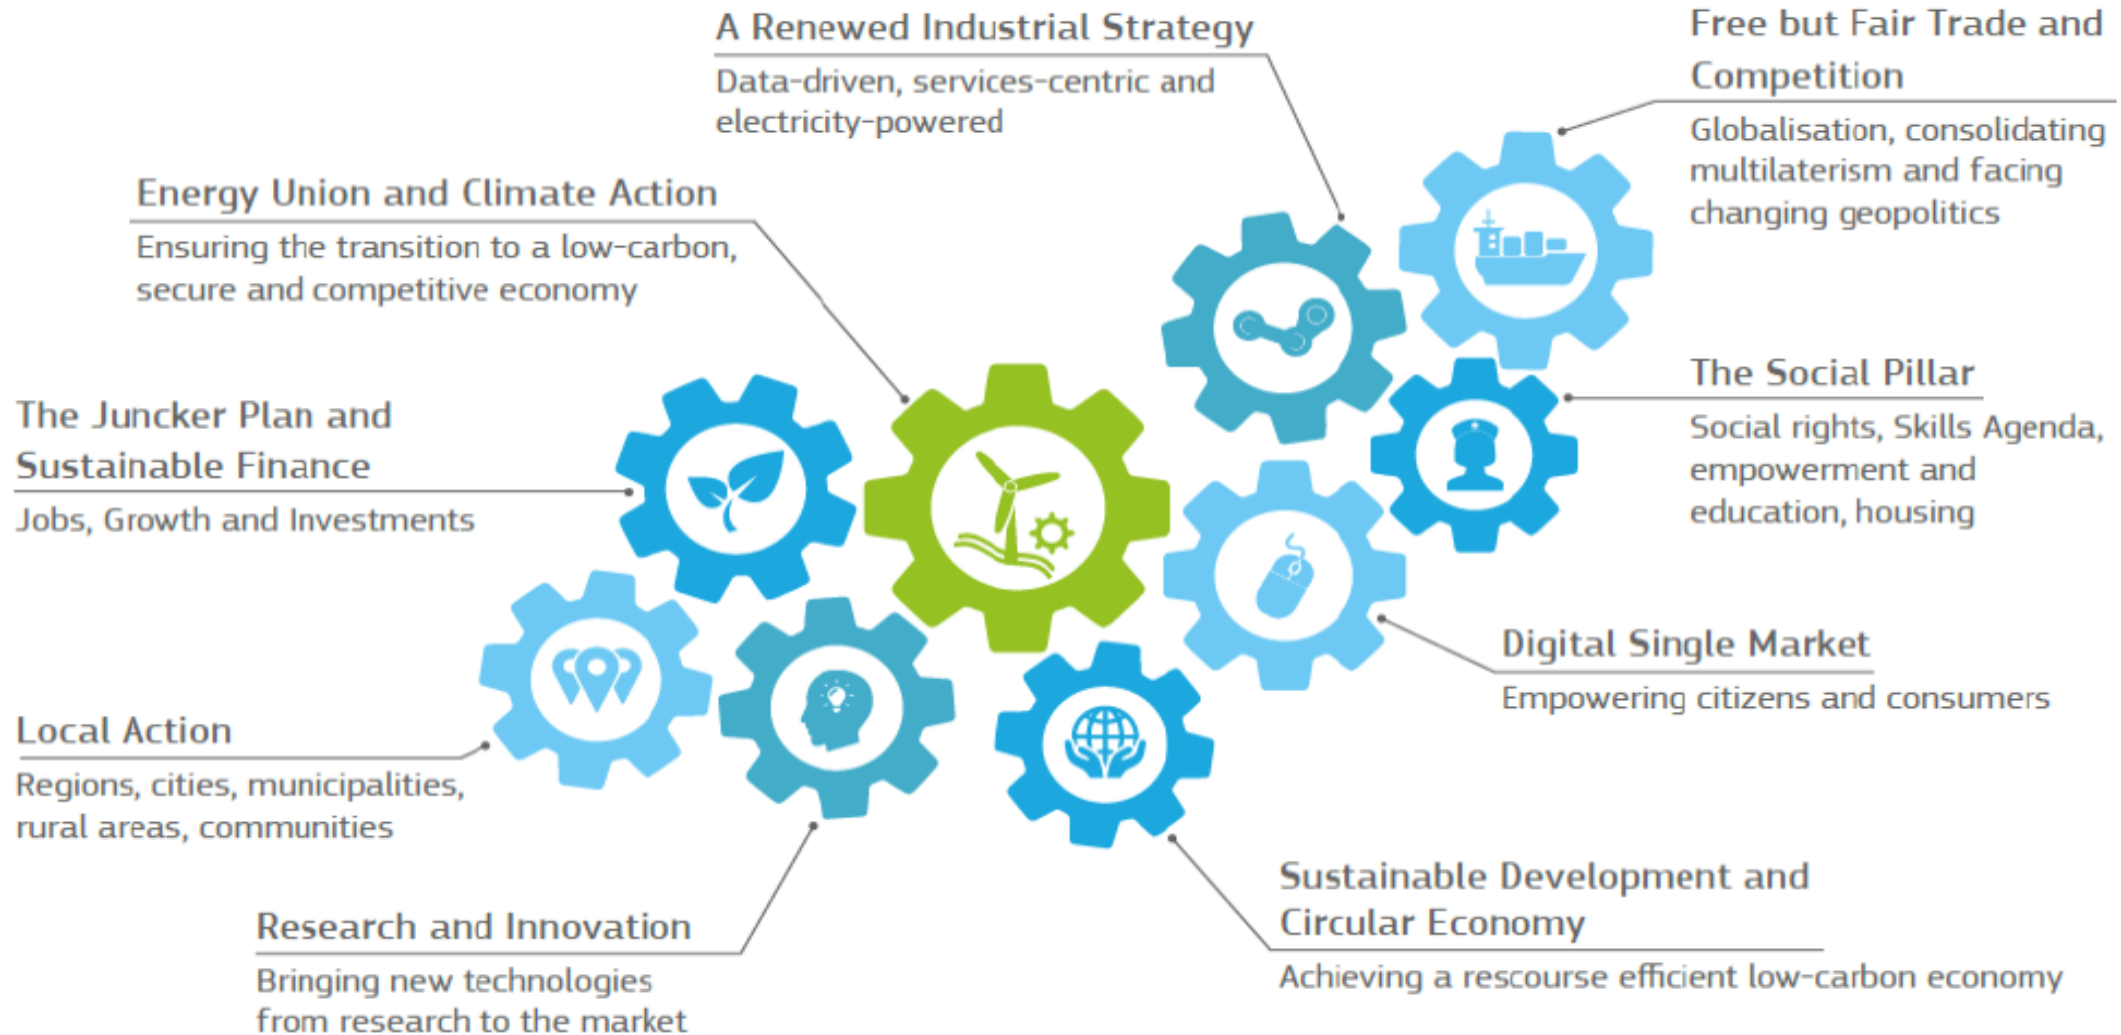 A Renewed Industrial Strategy
Data-driven, services-centric and
electricity-powered
Free but Fair Trade and
Competition
Globalisation, consolidating
multilaterism and facing
changing geopolitics
Energy Union and Climate Action
Ensuring the transition to a low-carbon,
secure and competitive economy
The Juncker Plan and
Sustainable Finance
Jobs, Growth and Investments
The Social Pillar
Social rights, Skills Agenda,
empowerment and
education, housing
Digital Single Market
Empowering citizens and consumers
Local Action
Regions, cities, municipalities,
rural areas, communities
Research and Innovation
Bringing new technologies
from research to the market
Sustainable Development and
Circular Economy
Achieving a rescourse efficient low-carbon economy